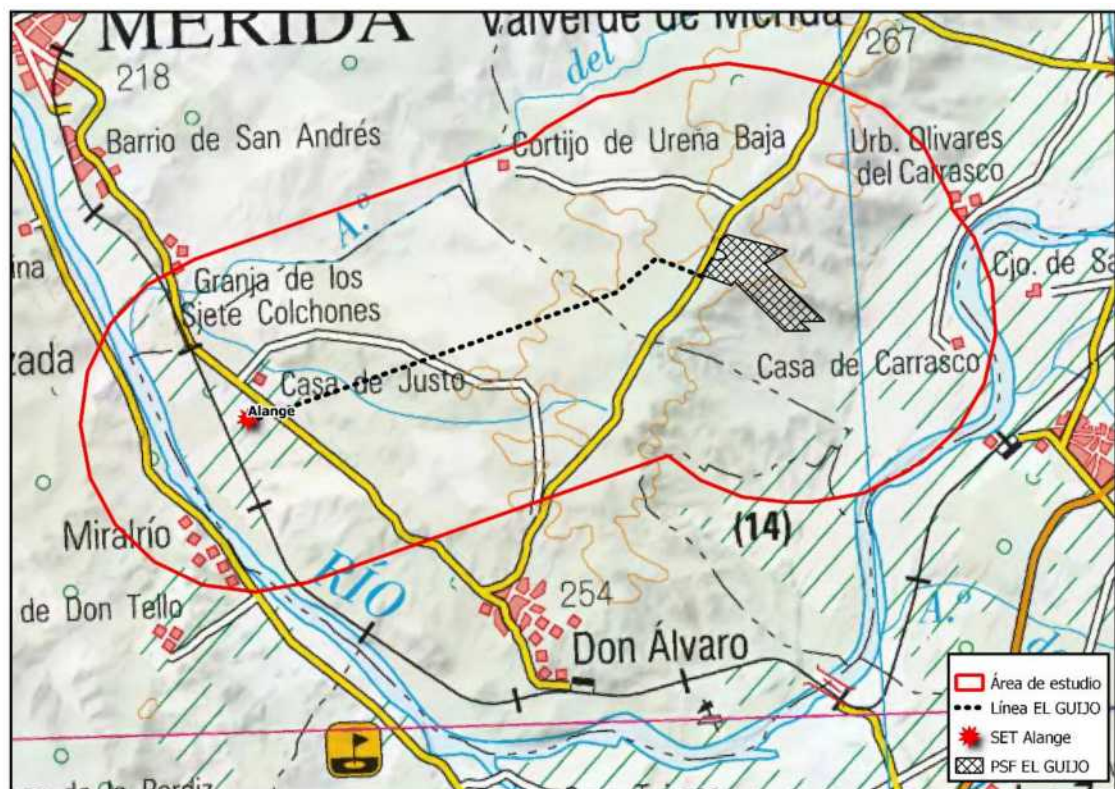 MÉRIDA
Valverde de Mérida
218
267
del
Barrio de San Andrés
Cortijo de Ureña Baja
Urb. Olivares
del Carrasco
A.º
ina
Granja de los
Siete Colchones
Cjo. de Sa
zada
Casa de Justo
Casa de Carrasco
Alange
Miralrío
(14)
RÍO
254
de Don Tello
A.º
de
Don Álvaro
Área de estudio
Línea EL GUIJO
SET Alange
PSF EL GUIJO